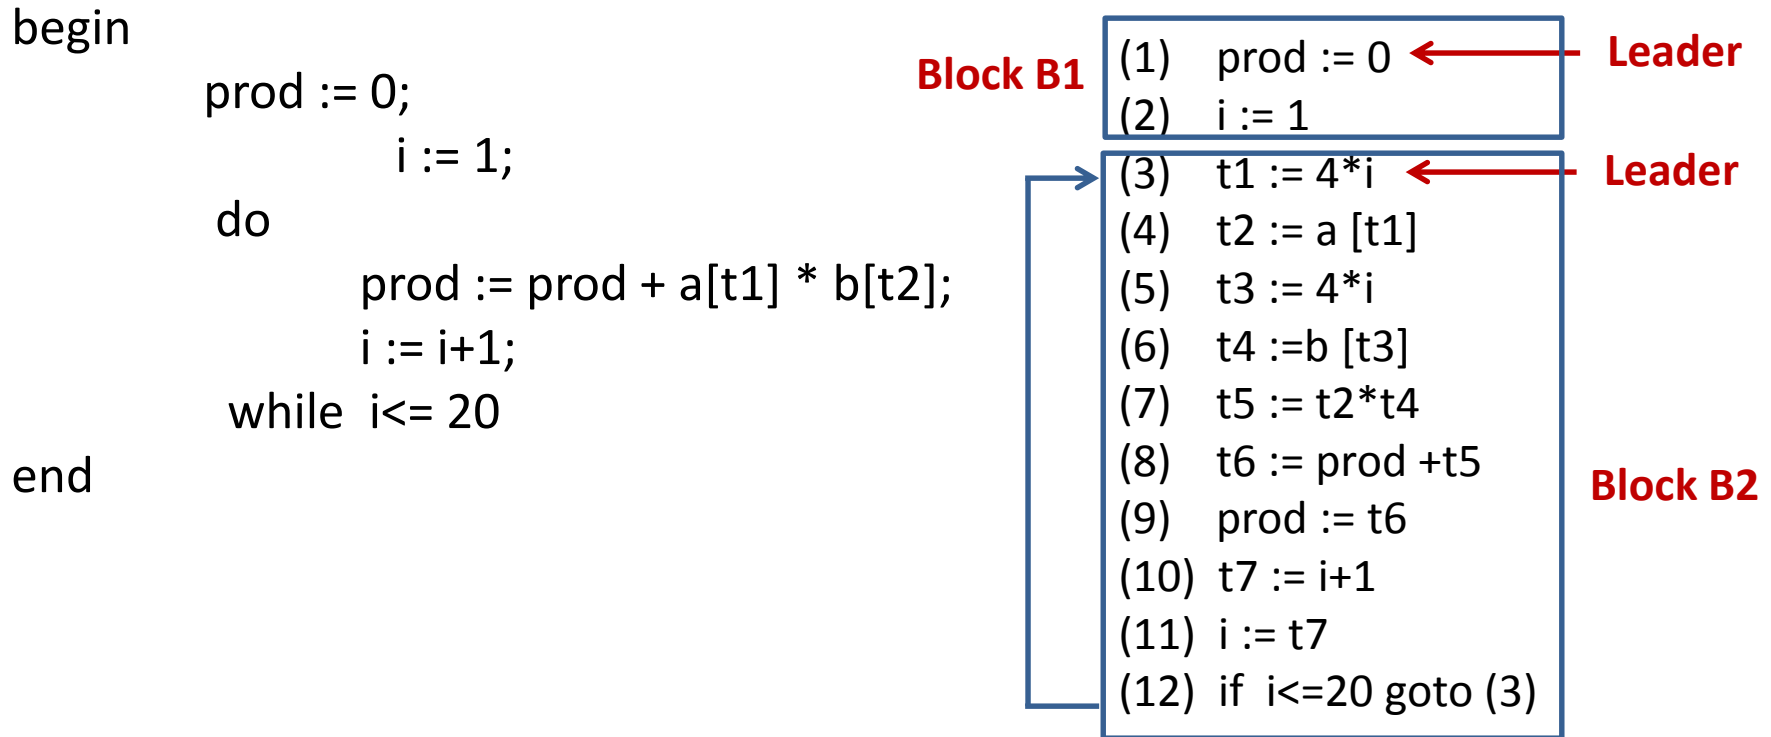 begin
prod := 0;
i := 1;
do
prod := prod + a[t1] * b[t2];
i := i+1;
while i<= 20
end
Block B1
(1) prod := 0
Leader
(2) i := 1
(3) t1 := 4*i
Leader
(4) t2 := a [t1]
(5) t3 := 4*i
(6) t4 :=b [t3]
(7) t5 := t2*t4
(8) t6 := prod +t5
(9) prod := t6
(10) t7 := i+1
(11) i := t7
(12) if i<=20 goto (3)
Block B2